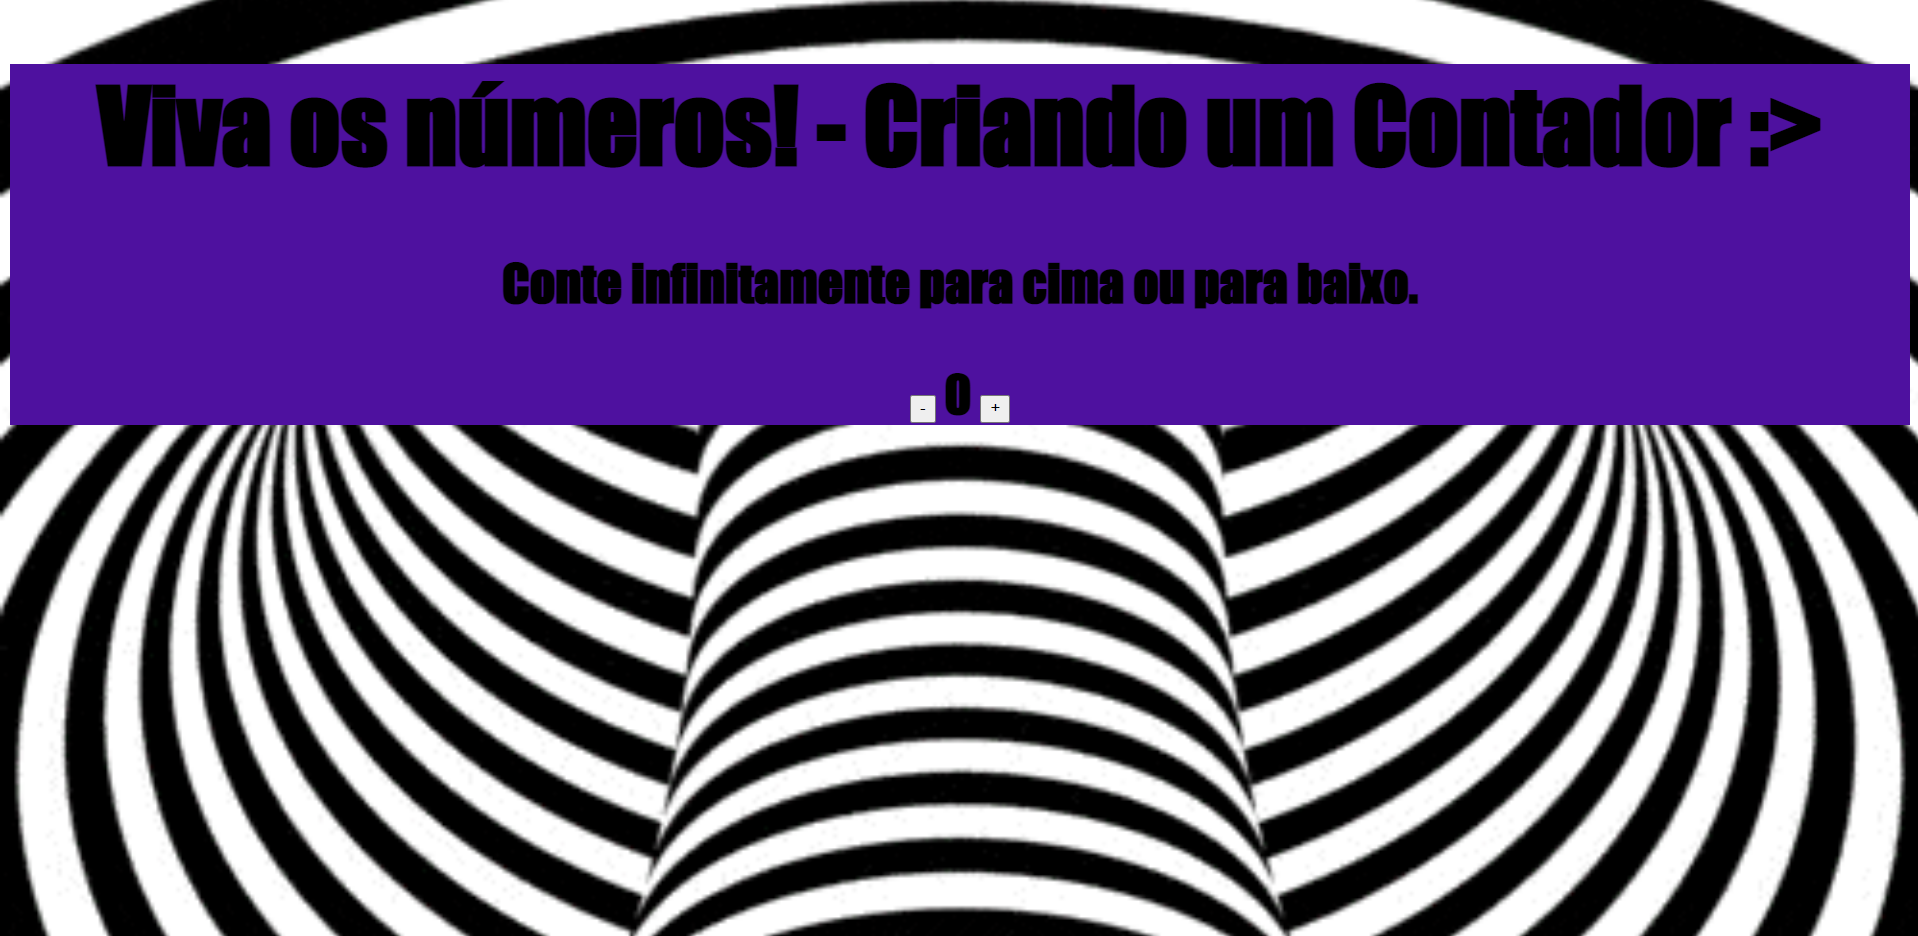 Viva os números! - Criando um Contador :>
Conte infinitamente para cima ou para baixo.
- 0 +